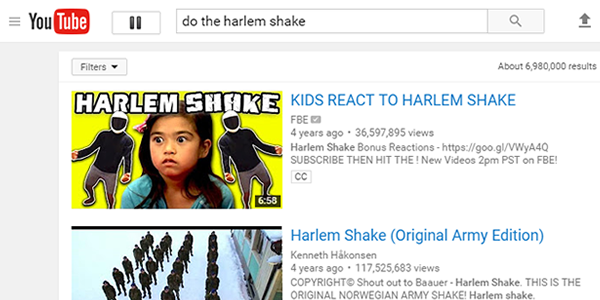 YouTube
do the harlem shake
Filters
About 6,980,000 results
HARLEM SHAKE
6:58
KIDS REACT TO HARLEM SHAKE
FBE
4 years ago • 36,597,895 views
Harlem Shake Bonus Reactions - https://goo.gl/VWyA4Q
SUBSCRIBE THEN HIT THE ! New Videos 2pm PST on FBE!
CC
Harlem Shake (Original Army Edition)
Kenneth Håkonsen
4 years ago • 117,525,683 views
COPYRIGHT© Shout out to Baauer - Harlem Shake. THIS IS THE
ORIGINAL NORWEGIAN ARMY SHAKE! Harlem shake.